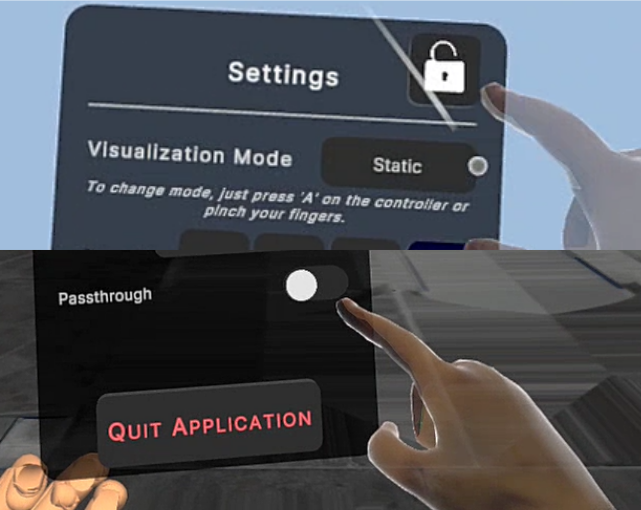 Settings
Visualization Mode
Static
To change mode, just press 'A' on the controller or
pinch your fingers.
Passthrough
QUIT APPLICATION